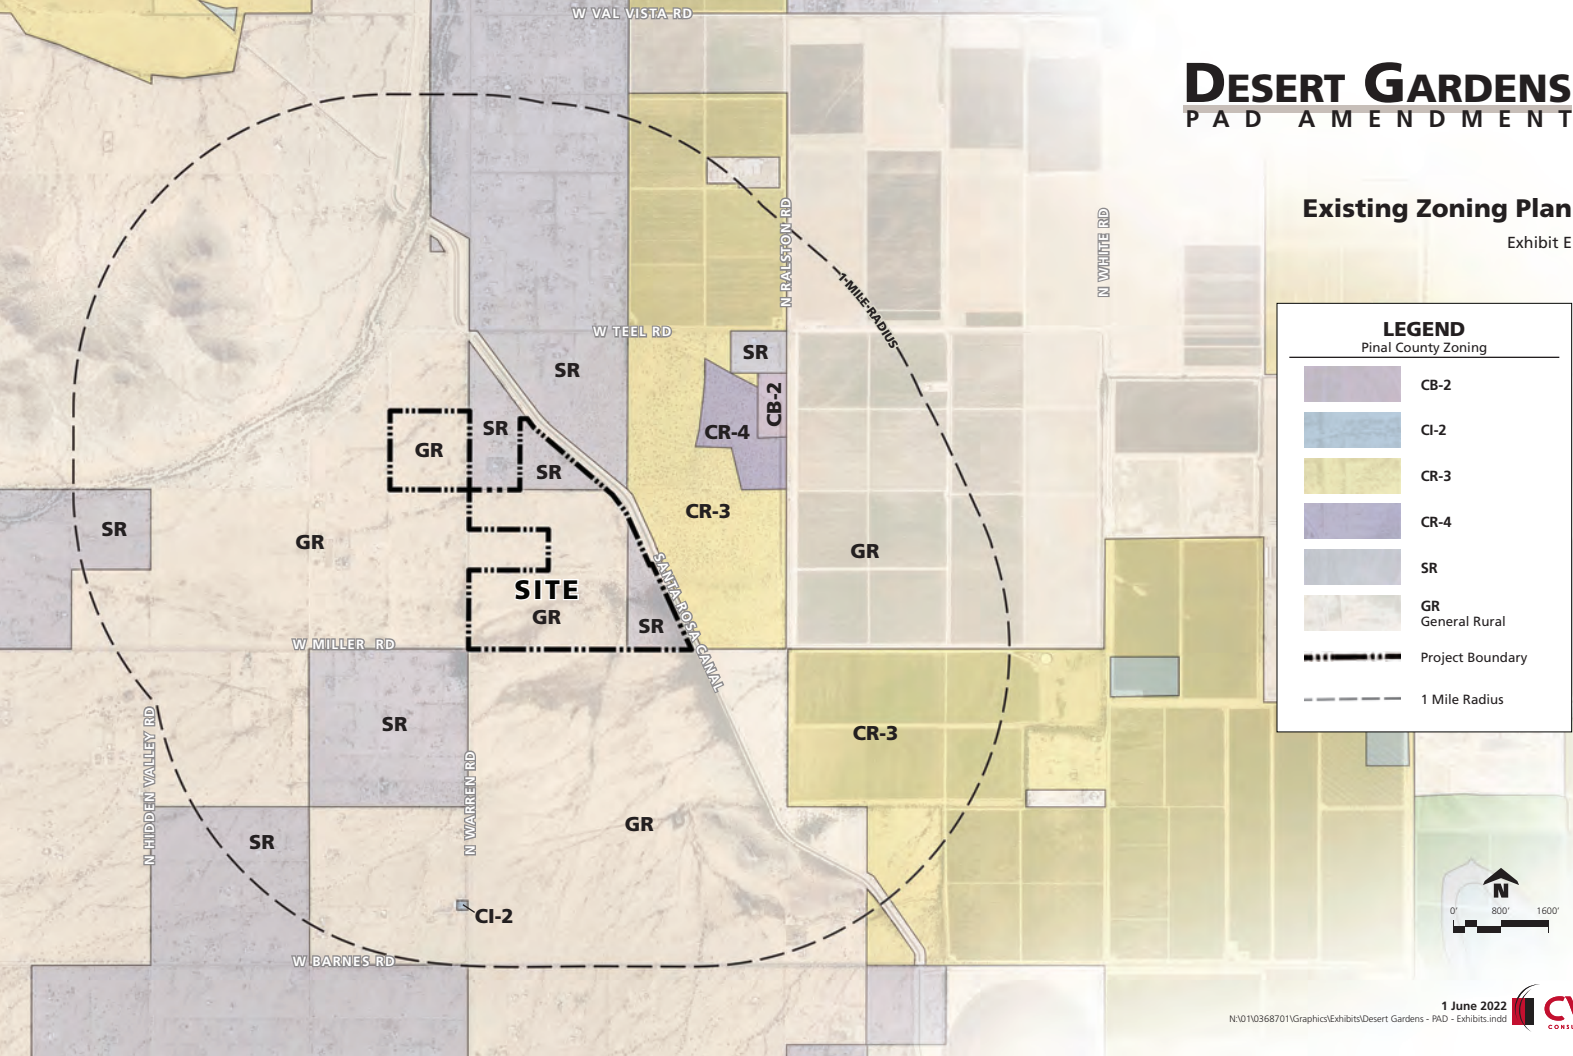 W VAL VISTA RD
DESERT GARDENS
PAD AMENDMENT
Existing Zoning Plan
Exhibit E
N RALSTON RD
N WHITE RD
1-MILE-RADIUS
W TEEL RD
SR
SR
CB-2
CR-4
SR
GR
SR
CR-3
SR
GR
GR
SITE
GR
SR
SANTA ROSA CANAL
W MILLER RD
SR
CR-3
N HIDDEN VALLEY RD
N WARREN RD
GR
SR
CI-2
W BARNES RD
LEGEND
Pinal County Zoning
CB-2
CI-2
CR-3
CR-4
SR
GR
General Rural
Project Boundary
1 Mile Radius
N
0' 800' 1600'
1 June 2022
N:\01\0368701\Graphics\Exhibits\Desert Gardens - PAD - Exhibits.indd